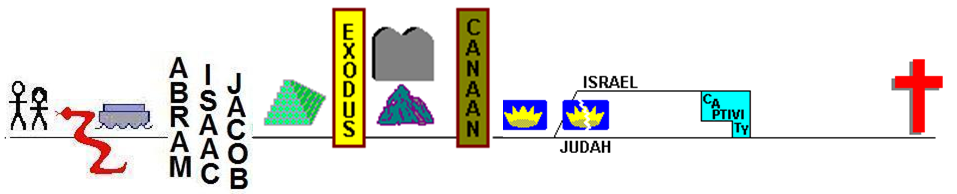 ABRAM
ISAAC
JACOB
EXODUS
CANAAN
ISRAEL
JUDAH
CAPTIVITY